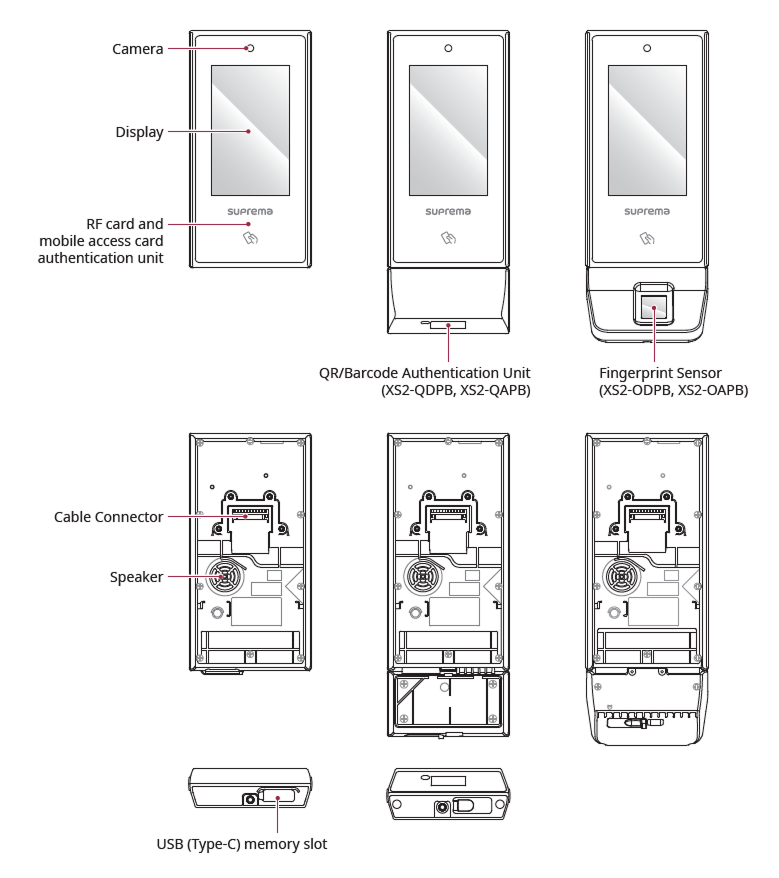 Camera
Display
suprema
suprema
suprema
RF card and
mobile access card
authentication unit
QR/Barcode Authentication Unit
(XS2-QDPB, XS2-QAPB)
Fingerprint Sensor
(XS2-ODPB, XS2-OAPB)
Cable Connector
Speaker
USB (Type-C) memory slot